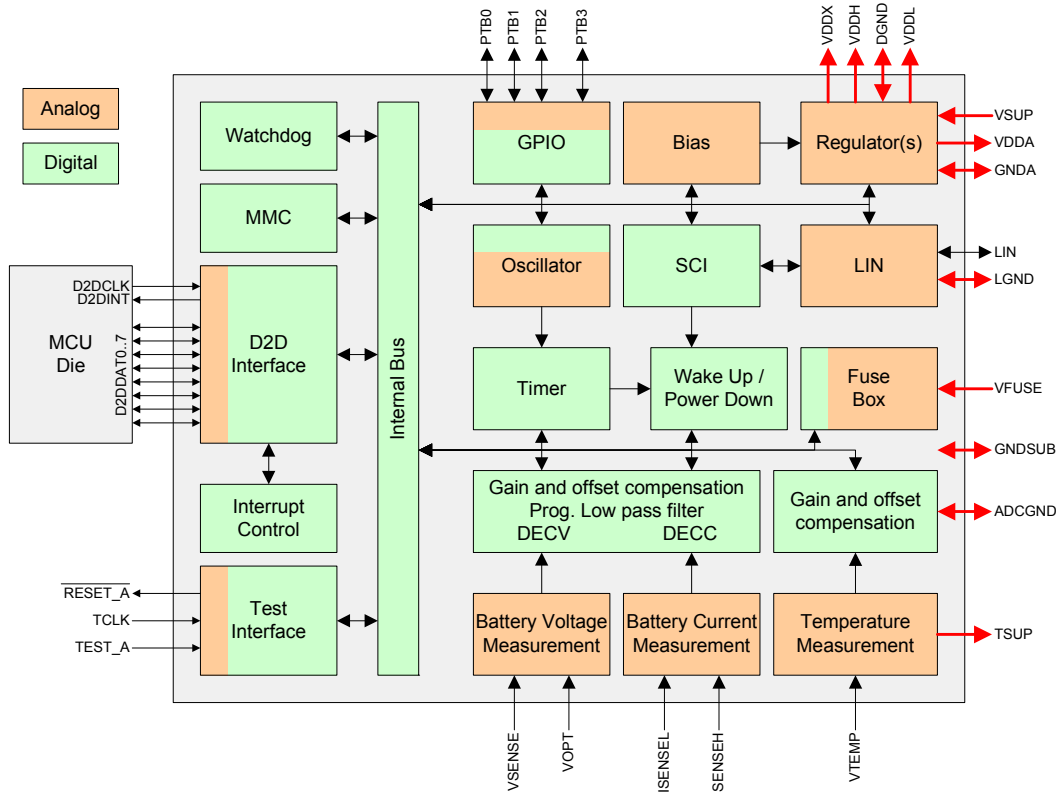 PTB0
PTB1
PTB2
PTB3
VDDX
VDDH
DGND
VDDL
Analog
Digital
Watchdog
GPIO
Bias
Regulator(s)
VSUP
VDDA
GNDA
MMC
Oscillator
SCI
LIN
LIN
LGND
MCU
Die
D2DCLK
D2DINT
D2DDAT0..7
D2D
Interface
Internal Bus
Timer
Wake Up /
Power Down
Fuse
Box
VFUSE
GNDSUB
Interrupt
Control
Gain and offset compensation
Prog. Low pass filter
DECV
DECC
Gain and offset
compensation
ADCGND
RESET_A
TCLK
TEST_A
Test
Interface
Battery Voltage
Measurement
Battery Current
Measurement
Temperature
Measurement
TSUP
VSENSE
VOPT
ISENSEL
SENSEH
VTEMP